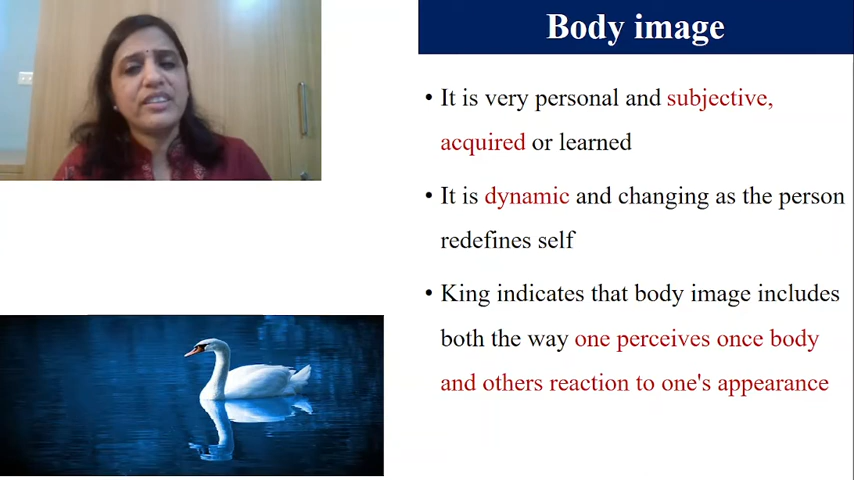 Body image
• It is very personal and subjective,
acquired or learned
• It is dynamic and changing as the person
redefines self
• King indicates that body image includes
both the way one perceives once body
and others reaction to one's appearance